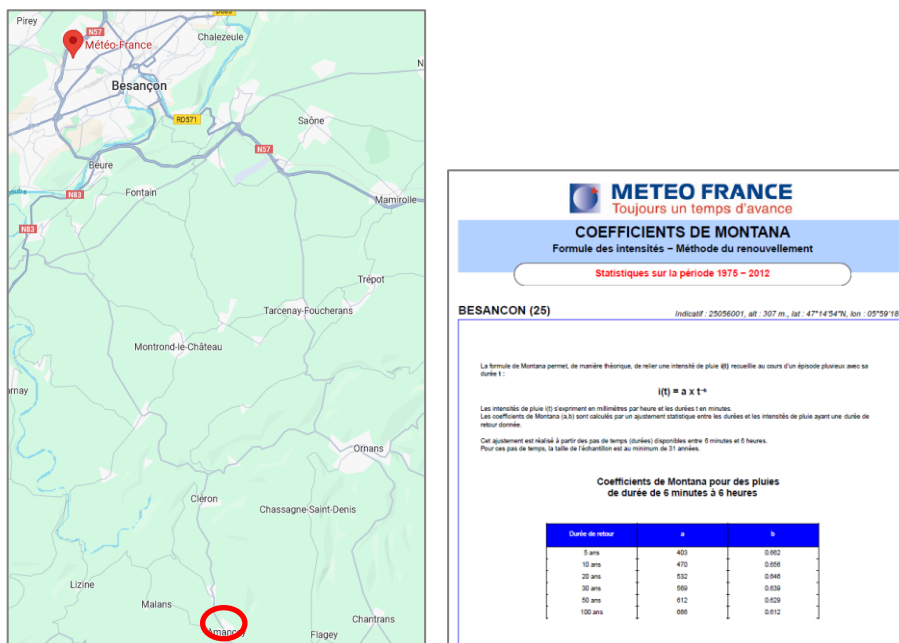 Pirey
N57
Météo-France
Chalezeule
Besançon
RD571
Saône
N57
Beure
N83
Fontain
Mamirolle
N83
Trépot
Tarcenay-Foucherans
Montrond-le-Château
Ornans
Cléron
Chassagne-Saint-Denis
Lizine
Malans
Chantrans
Flagey
METEO FRANCE
Toujours un temps d'avance
COEFFICIENTS DE MONTANA
Formule des intensités – Méthode du renouvellement
Statistiques sur la période 1975 – 2012
BESANCON (25)
Indicatif : 25056001, alt : 307 m., lat : 47°14'54"N, lon : 05°59'18
La formule de Montana permet, de manière théorique, de relier une intensité de pluie i(t) recueillie au cours d'un épisode pluvieux avec sa
durée t :
i(t) = a x t⁻ᵇ
Les intensités de pluie i(t) s'expriment en millimètres par heure et les durées t en minutes.
Les coefficients de Montana (a,b) sont calculés par un ajustement statistique entre les durées et les intensités de pluie ayant une durée de
retour donnée.
Cet ajustement est réalisé à partir des pas de temps (durées) disponibles entre 6 minutes et 6 heures.
Pour ces pas de temps, la taille de l'échantillon est au minimum de 31 années.
Coefficients de Montana pour des pluies
de durée de 6 minutes à 6 heures
Durée de retour a b
5 ans 403 0.662
10 ans 470 0.656
20 ans 532 0.646
30 ans 569 0.639
50 ans 612 0.629
100 ans 666 0.612